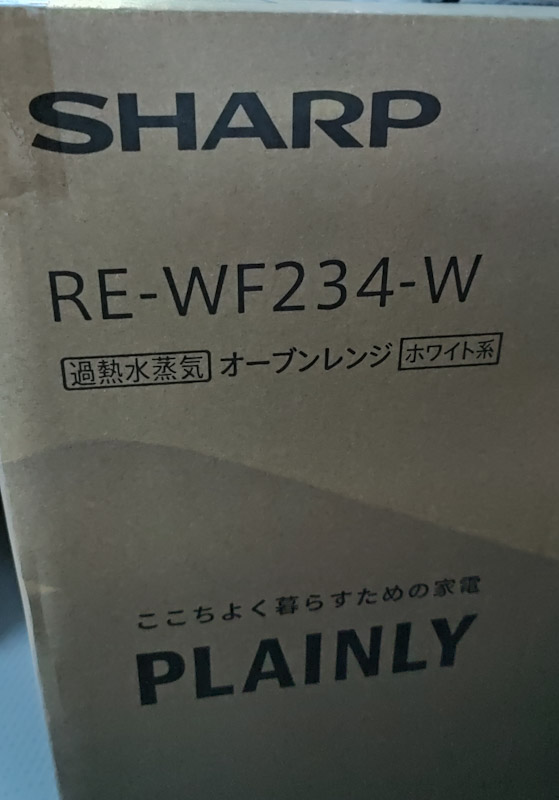 SHARP
RE-WF234-W
過熱水蒸気 オーブンレンジ ホワイト系
ここちよく暮らすための家電
PLAINLY